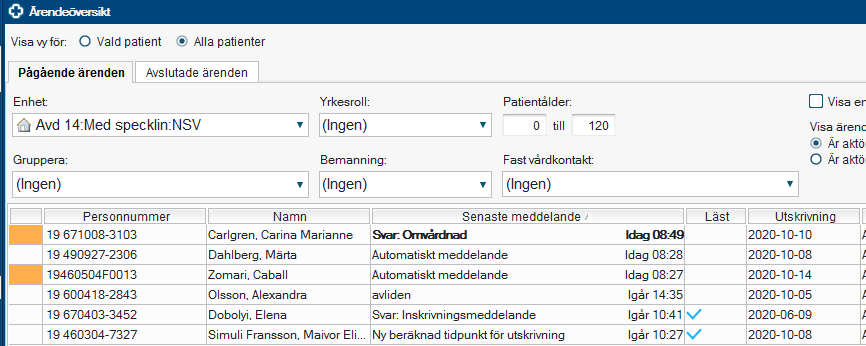 Ärendeöversikt
Visa vy för: Vald patient Alla patienter
Pågående ärenden Avslutade ärenden
Enhet: Yrkesroll: Patientålder: Visa en
Avd 14:Med specklin:NSV (Ingen) 0 till 120 Visa ärend
Är aktör
Gruppera: Bemanning: Fast vårdkontakt: Är aktör
(Ingen) (Ingen) (Ingen)
Personnummer Namn Senaste meddelande Läst Utskrivning
19 671008-3103 Carlgren, Carina Marianne Svar: Omvårdnad Idag 08:49 2020-10-10
19 490927-2306 Dahlberg, Märta Automatiskt meddelande Idag 08:28 2020-10-08
19460504F0013 Zomari, Caball Automatiskt meddelande Idag 08:27 2020-10-14
19 600418-2843 Olsson, Alexandra avliden Igår 14:35 2020-10-05
19 670403-3452 Dobolyi, Elena Svar: Inskrivningsmeddelande Igår 10:41 2020-06-09
19 460304-7327 Simuli Fransson, Maivor Eli... Ny beräknad tidpunkt för utskrivning Igår 10:27 2020-10-08